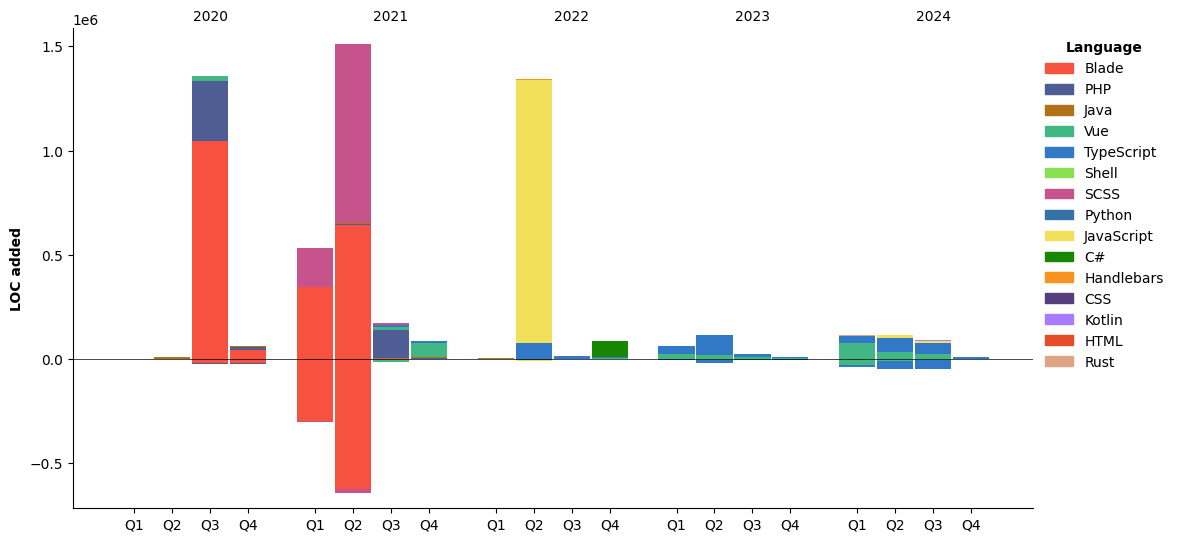 1e6
2020 2021 2022 2023 2024
Language
Blade
PHP
Java
Vue
TypeScript
Shell
SCSS
Python
JavaScript
C#
Handlebars
CSS
Kotlin
HTML
Rust
LOC added
1.5
1.0
0.5
0.0
−0.5
Q1 Q2 Q3 Q4 Q1 Q2 Q3 Q4 Q1 Q2 Q3 Q4 Q1 Q2 Q3 Q4 Q1 Q2 Q3 Q4